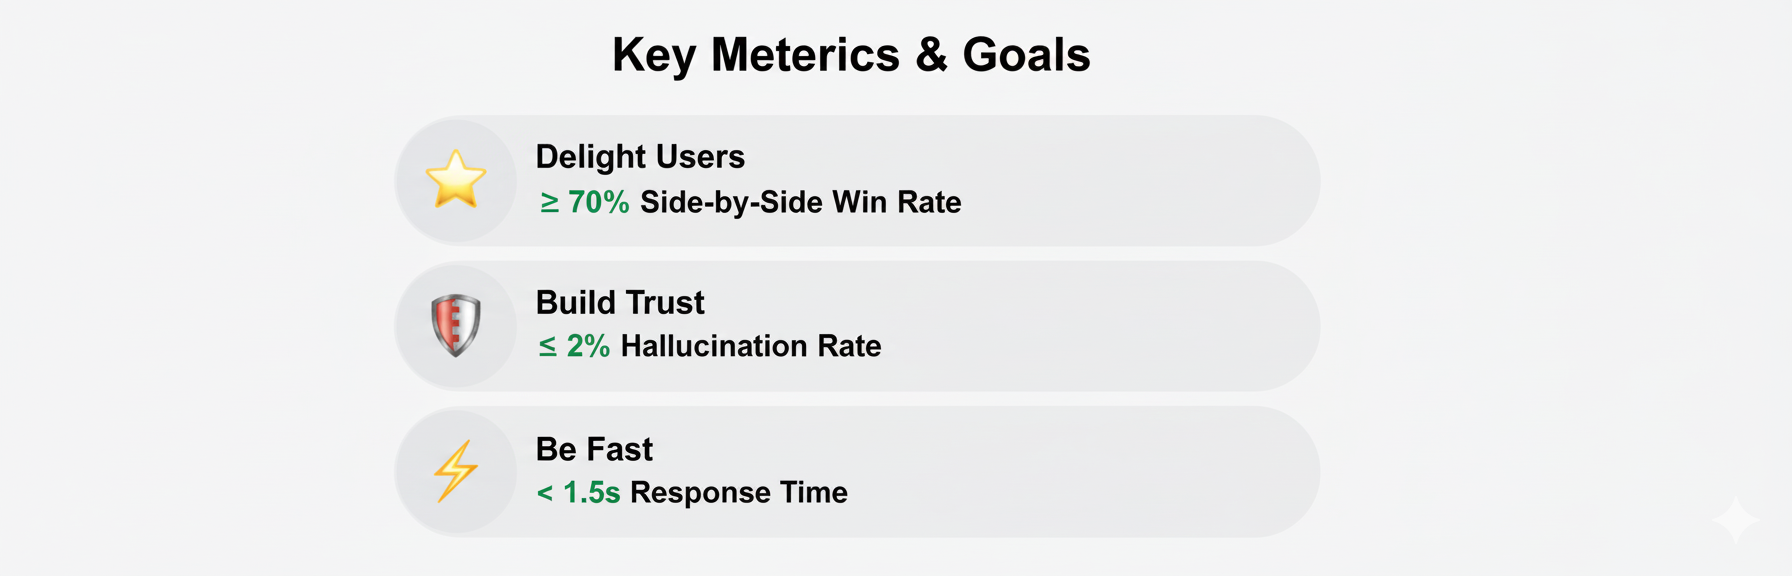 Key Meterics & Goals
Delight Users
≥ 70% Side-by-Side Win Rate
Build Trust
≤ 2% Hallucination Rate
Be Fast
< 1.5s Response Time